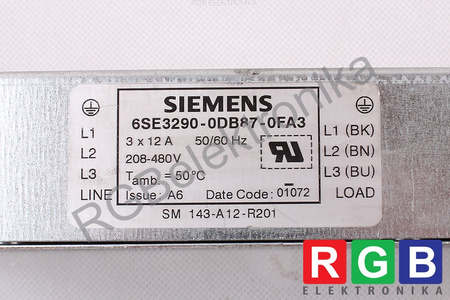 SIEMENS
6SE3290-0DB87-0FA3
3 x 12 A 50/60 Hz
208-480V
Tamb. = 50°C
Issue: A6 Date Code: 01072
SM 143-A12-R201
L1
L2
L3
LINE
L1 (BK)
L2 (BN)
L3 (BU)
LOAD
RGBelektronika
RGB
ELEKTRONIKA